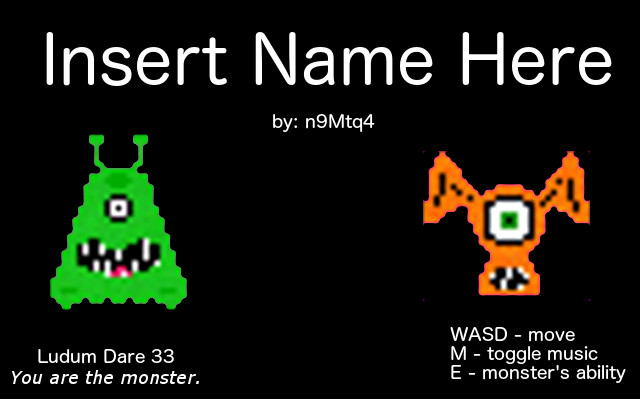 Insert Name Here
by: n9Mtq4
Ludum Dare 33
You are the monster.
WASD - move
M - toggle music
E - monster's ability